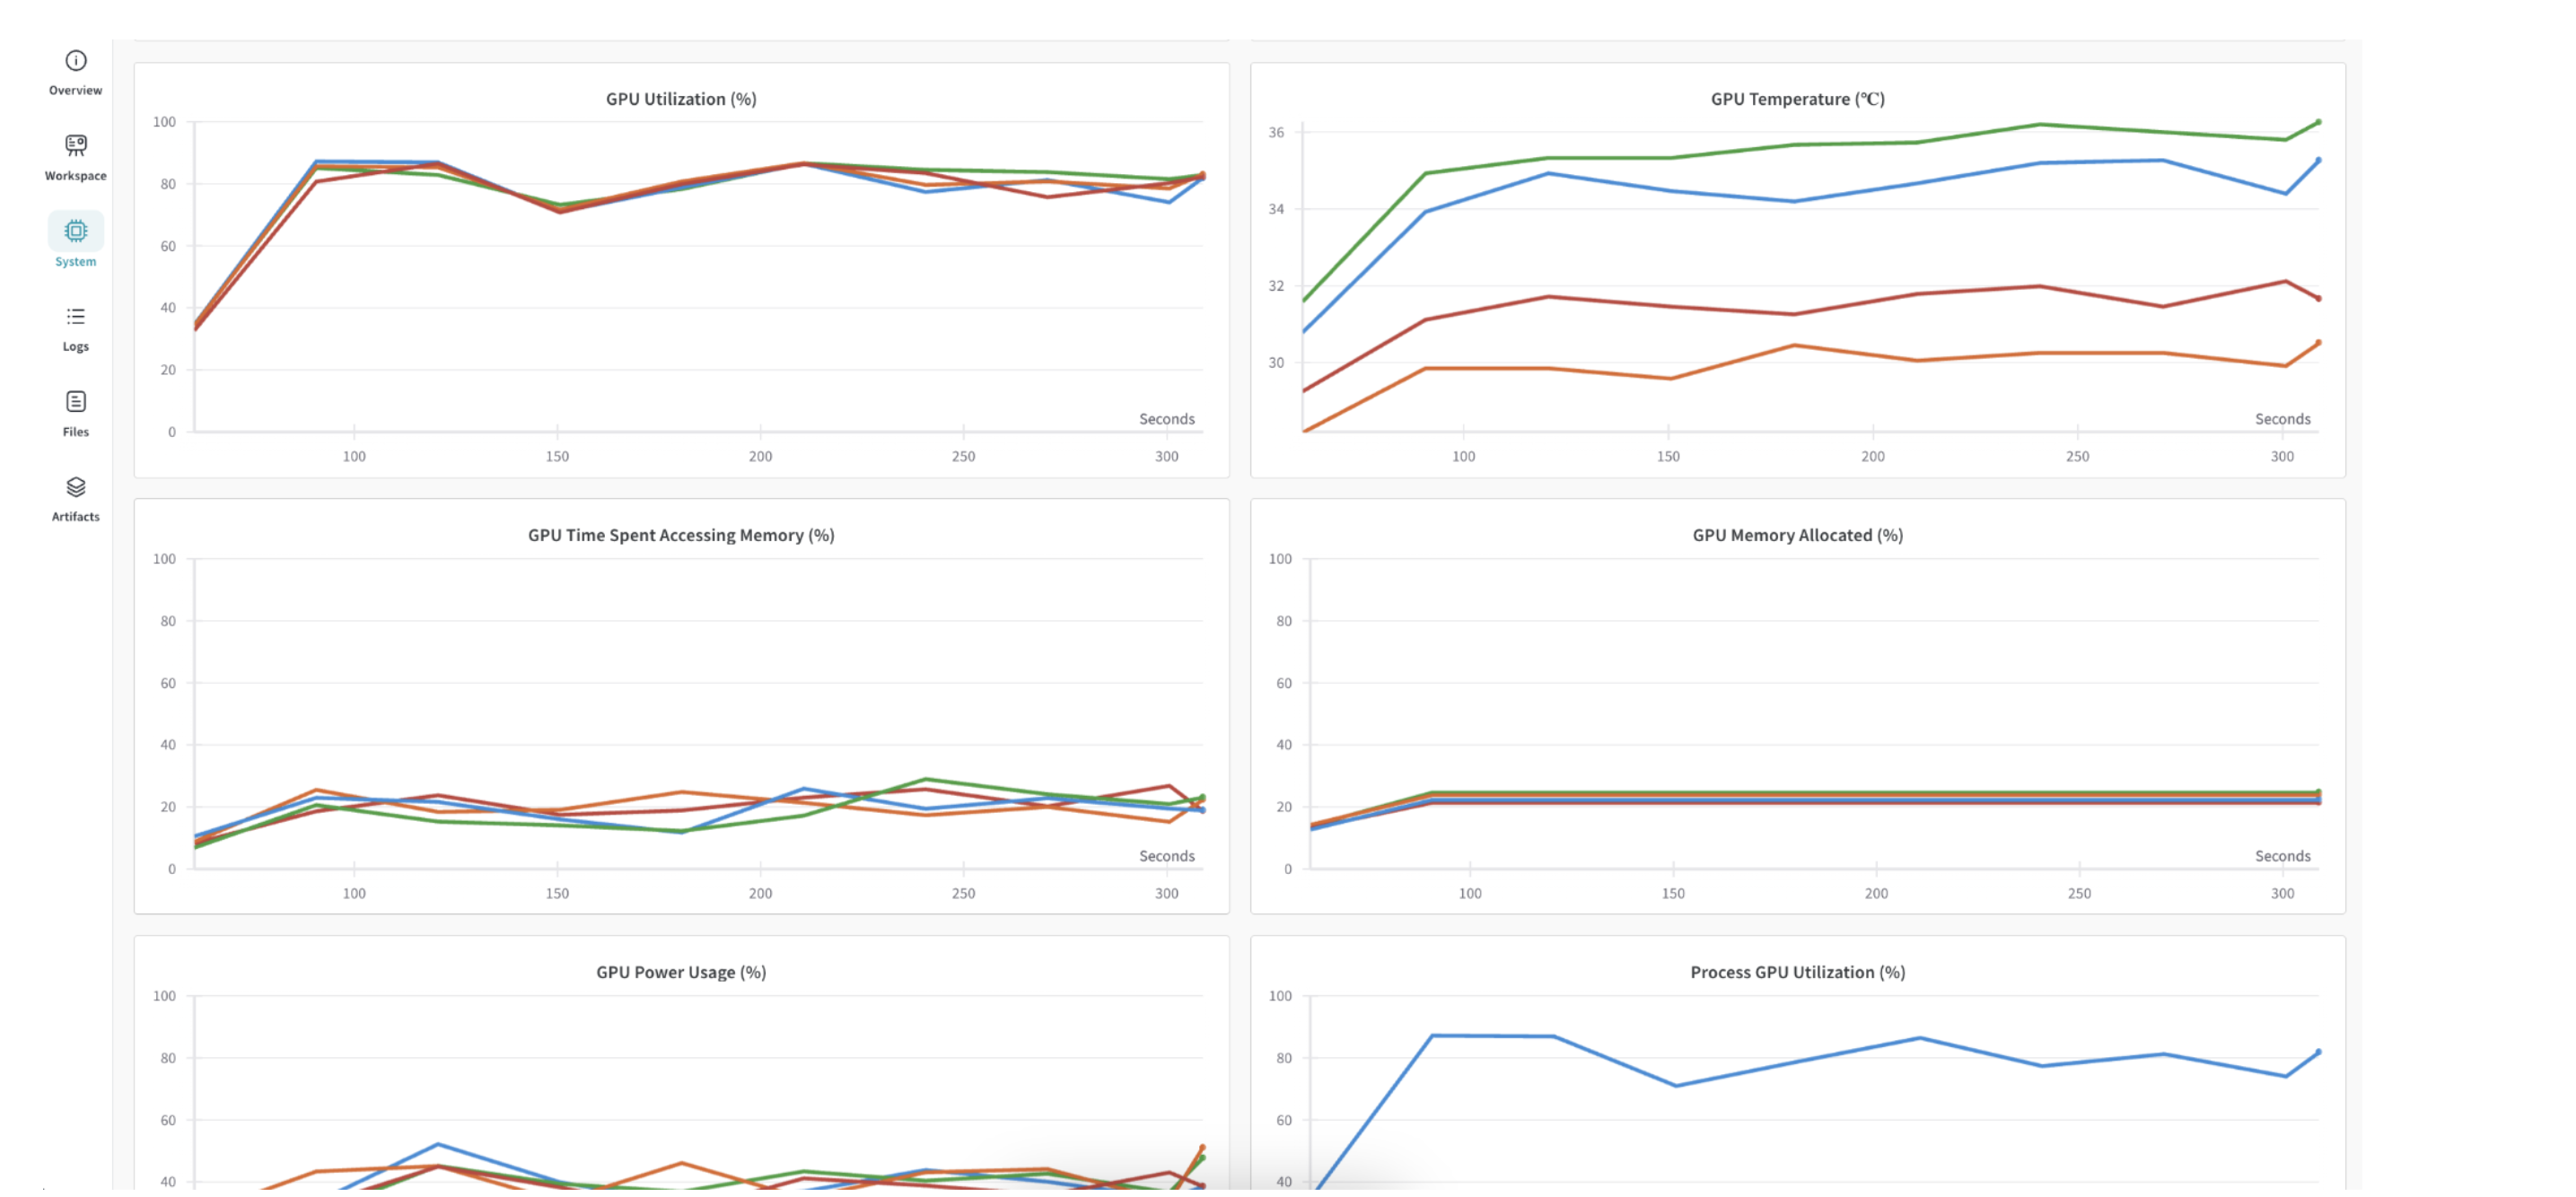 Overview
Workspace
System
Logs
Files
Artifacts
GPU Utilization (%)
100
80
60
40
20
0
Seconds
100 150 200 250 300
GPU Temperature (℃)
36
34
32
30
Seconds
100 150 200 250 300
GPU Time Spent Accessing Memory (%)
100
80
60
40
20
0
Seconds
100 150 200 250 300
GPU Memory Allocated (%)
100
80
60
40
20
0
Seconds
100 150 200 250 300
GPU Power Usage (%)
100
80
60
40
Process GPU Utilization (%)
100
80
60
40